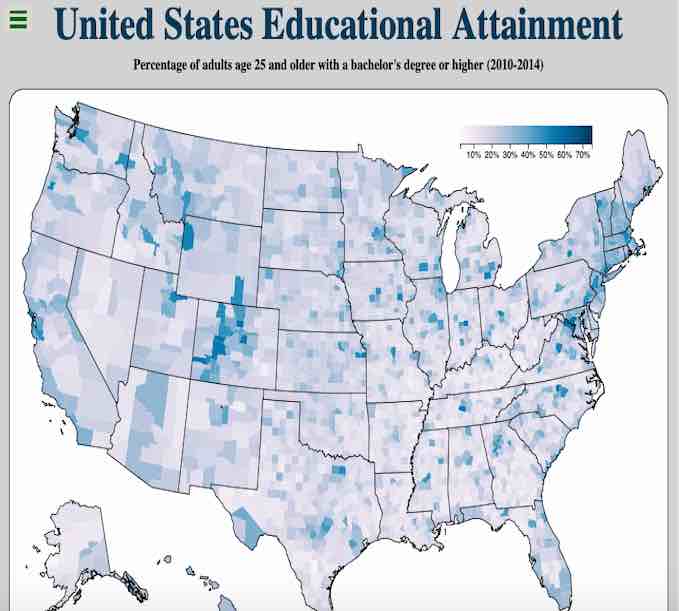 United States Educational Attainment
Percentage of adults age 25 and older with a bachelor's degree or higher (2010-2014)
10% 20% 30% 40% 50% 60% 70%